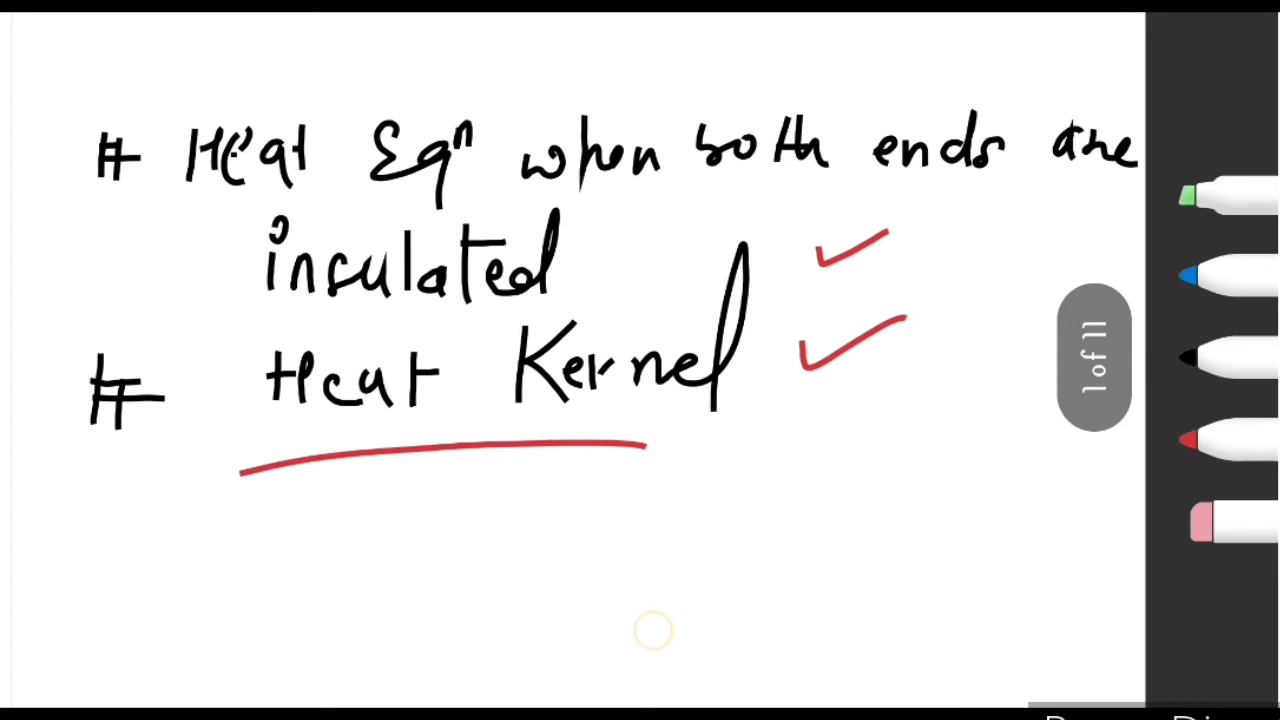 # Heat Eqⁿ when both ends are
insulated
# Heat Kernel
1 of 11